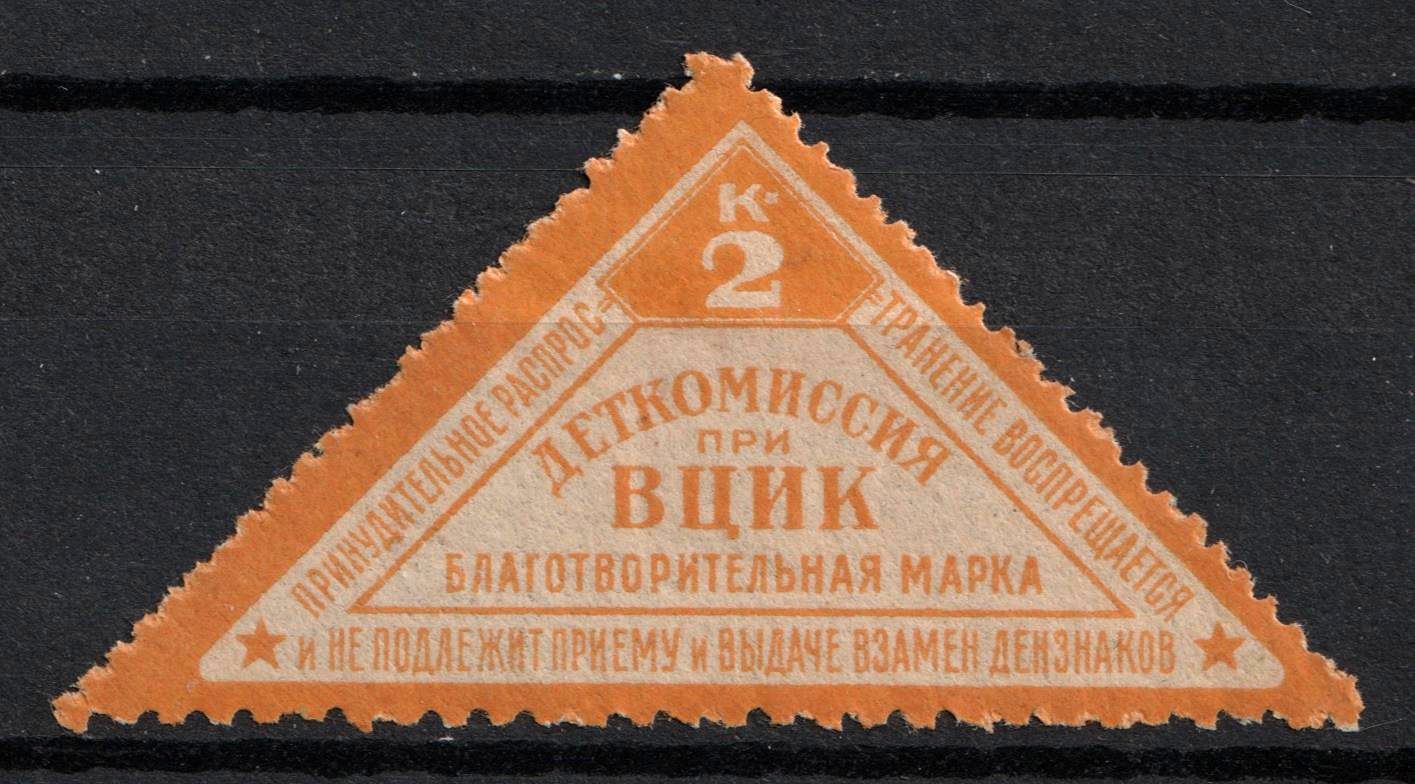 К.
2
ПРИНУДИТЕЛЬНОЕ РАСПРОС=
=ТРАНЕНИЕ ВОСПРЕЩАЕТСЯ
ДЕТКОМИССИЯ
ПРИ
ВЦИК
БЛАГОТВОРИТЕЛЬНАЯ МАРКА
И НЕ ПОДЛЕЖИТ ПРИЕМУ И ВЫДАЧЕ ВЗАМЕН ДЕНЗНАКОВ